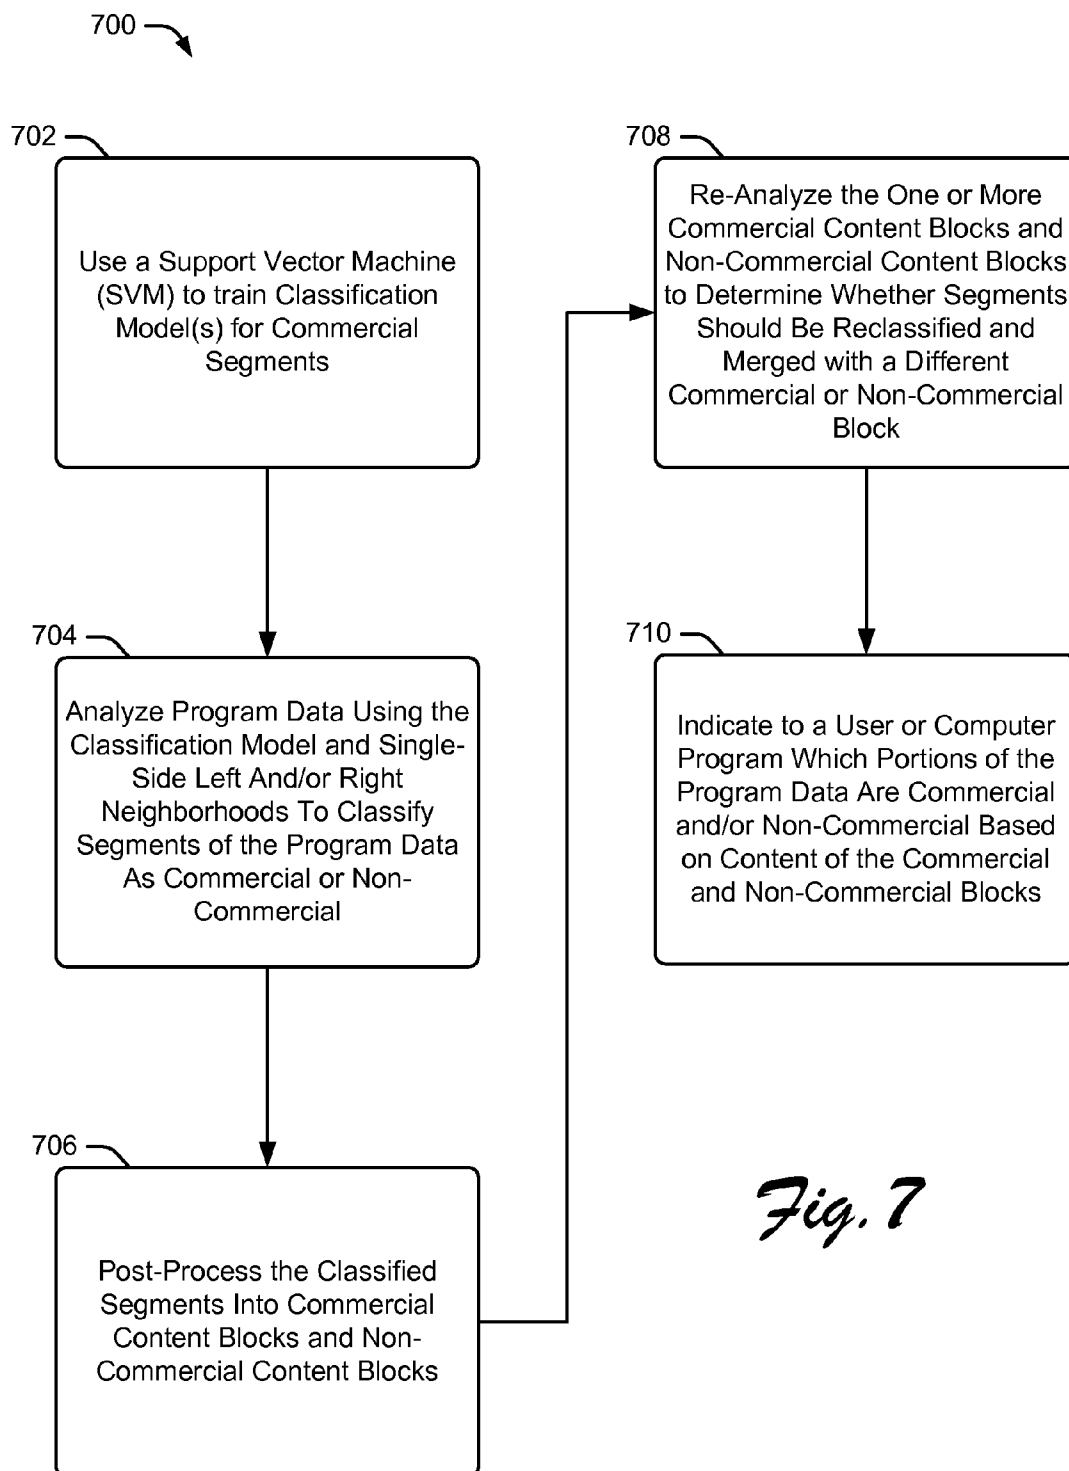 700
702
Use a Support Vector Machine
(SVM) to train Classification
Model(s) for Commercial
Segments
704
Analyze Program Data Using the
Classification Model and Single-
Side Left And/or Right
Neighborhoods To Classify
Segments of the Program Data
As Commercial or Non-
Commercial
706
Post-Process the Classified
Segments Into Commercial
Content Blocks and Non-
Commercial Content Blocks
708
Re-Analyze the One or More
Commercial Content Blocks and
Non-Commercial Content Blocks
to Determine Whether Segments
Should Be Reclassified and
Merged with a Different
Commercial or Non-Commercial
Block
710
Indicate to a User or Computer
Program Which Portions of the
Program Data Are Commercial
and/or Non-Commercial Based
on Content of the Commercial
and Non-Commercial Blocks
Fig. 7